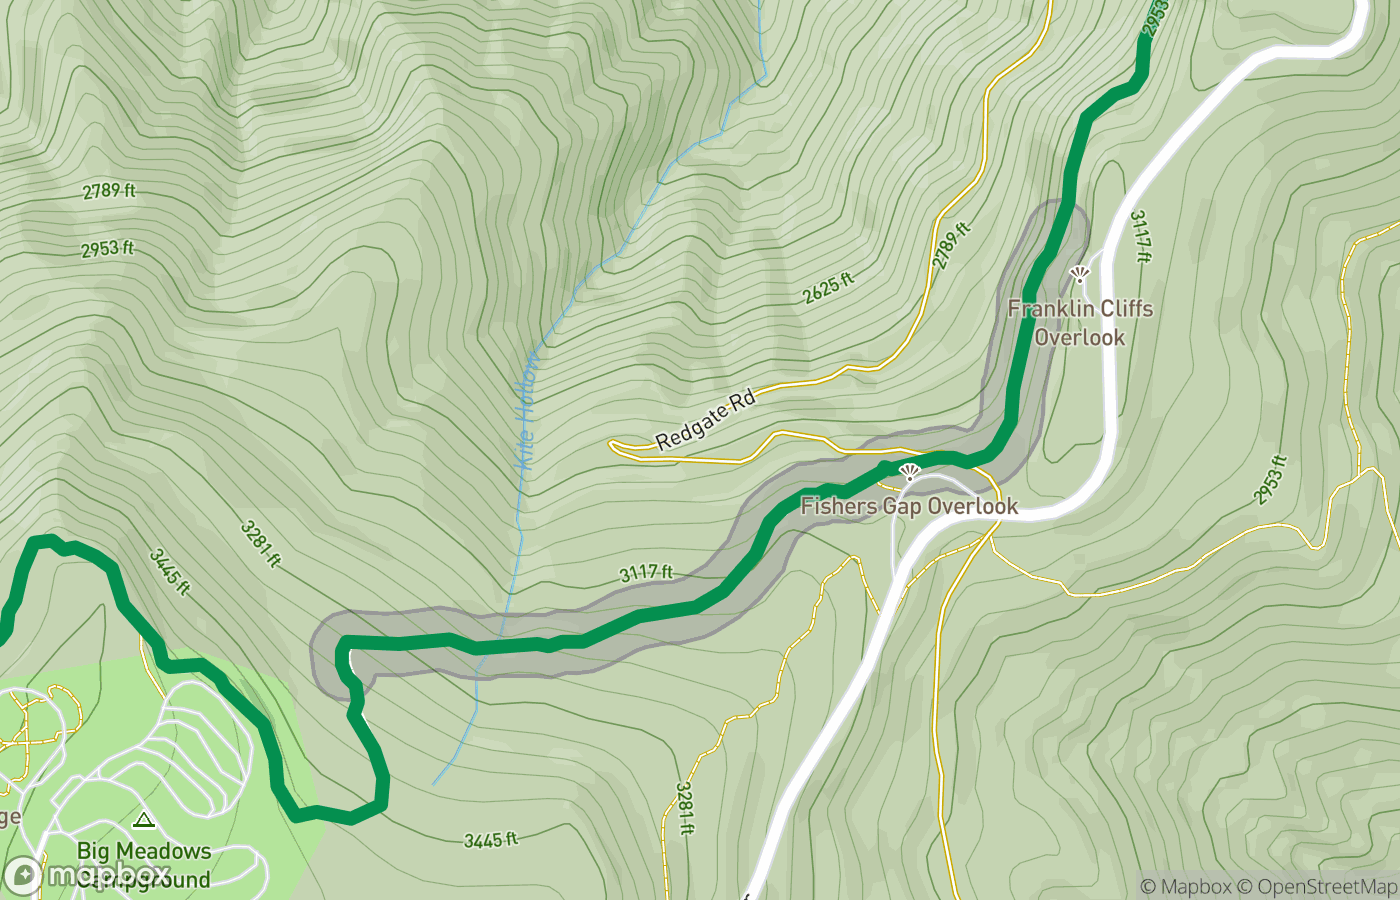 2953
2789 ft
2953 ft
3117 ft
2789 ft
2625 ft
Franklin Cliffs
Overlook
Kite Hollow
Redgate Rd
2953 ft
Fishers Gap Overlook
3281 ft
3445 ft
3117 ft
3281 ft
3445 ft
ge
Big Meadows
Campground
mapbox
© Mapbox © OpenStreetMap